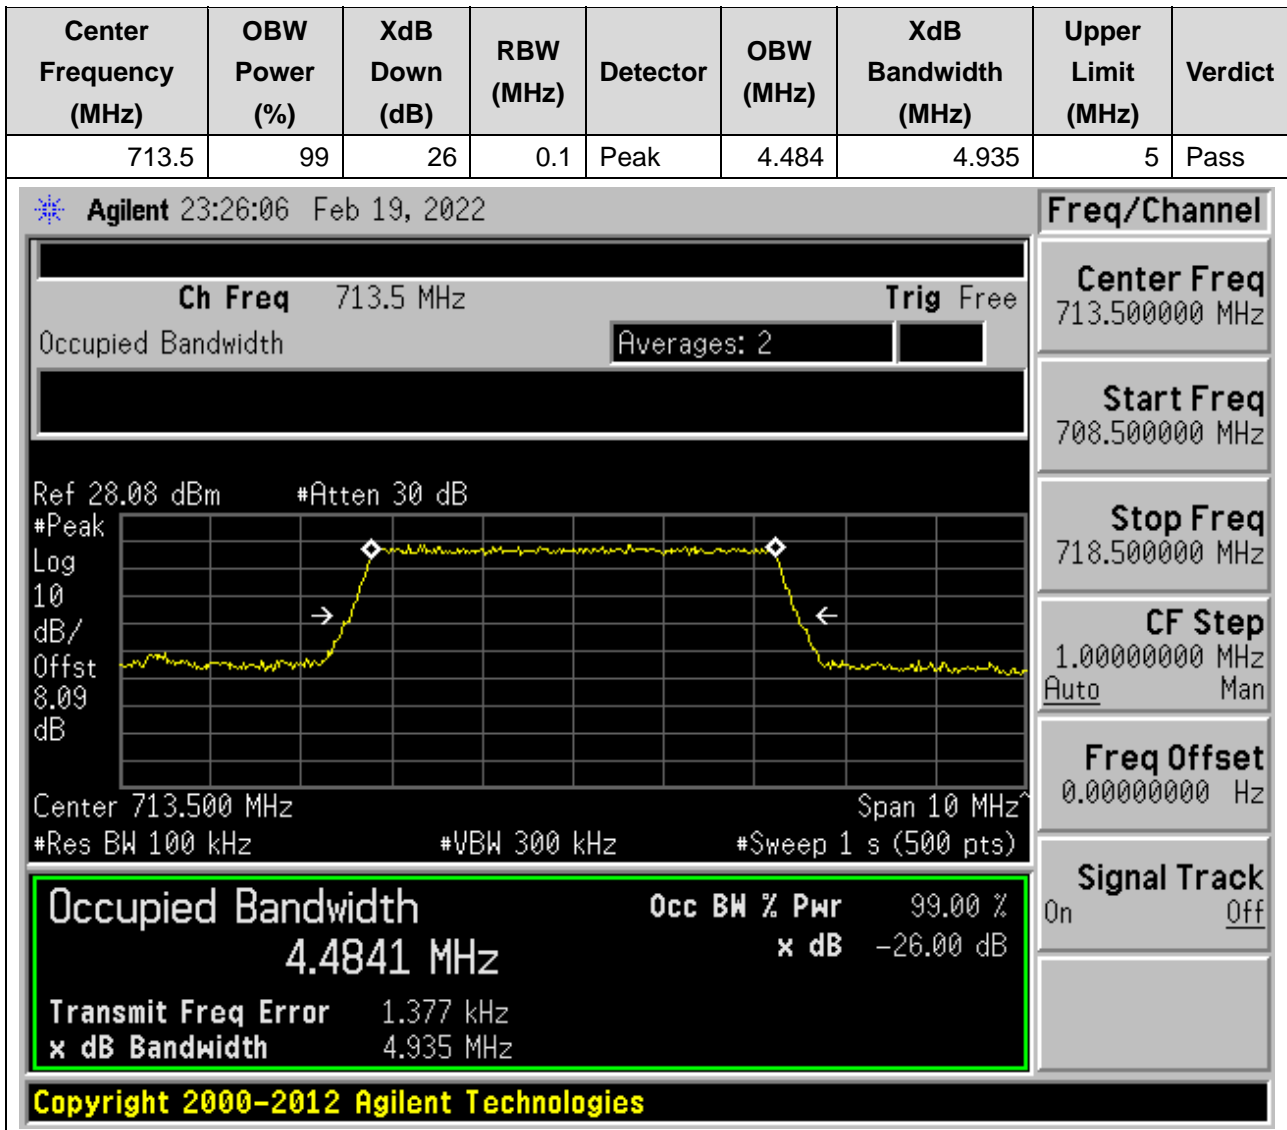 Center Frequency (MHz) OBW Power (%) XdB Down (dB) RBW (MHz) Detector OBW (MHz) XdB Bandwidth (MHz) Upper Limit (MHz) Verdict
713.5 99 26 0.1 Peak 4.484 4.935 5 Pass
Agilent 23:26:06 Feb 19, 2022
Ch Freq 713.5 MHz Trig Free
Occupied Bandwidth Averages: 2
Ref 28.08 dBm #Atten 30 dB
#Peak
Log
10
dB/
Offst
8.09
dB
Center 713.500 MHz Span 10 MHz^
#Res BW 100 kHz #VBW 300 kHz #Sweep 1 s (500 pts)
Occupied Bandwidth Occ BW % Pwr 99.00 %
4.4841 MHz x dB -26.00 dB
Transmit Freq Error 1.377 kHz
x dB Bandwidth 4.935 MHz
Copyright 2000-2012 Agilent Technologies
Freq/Channel
Center Freq
713.500000 MHz
Start Freq
708.500000 MHz
Stop Freq
718.500000 MHz
CF Step
1.00000000 MHz
Auto Man
Freq Offset
0.00000000 Hz
Signal Track
On Off